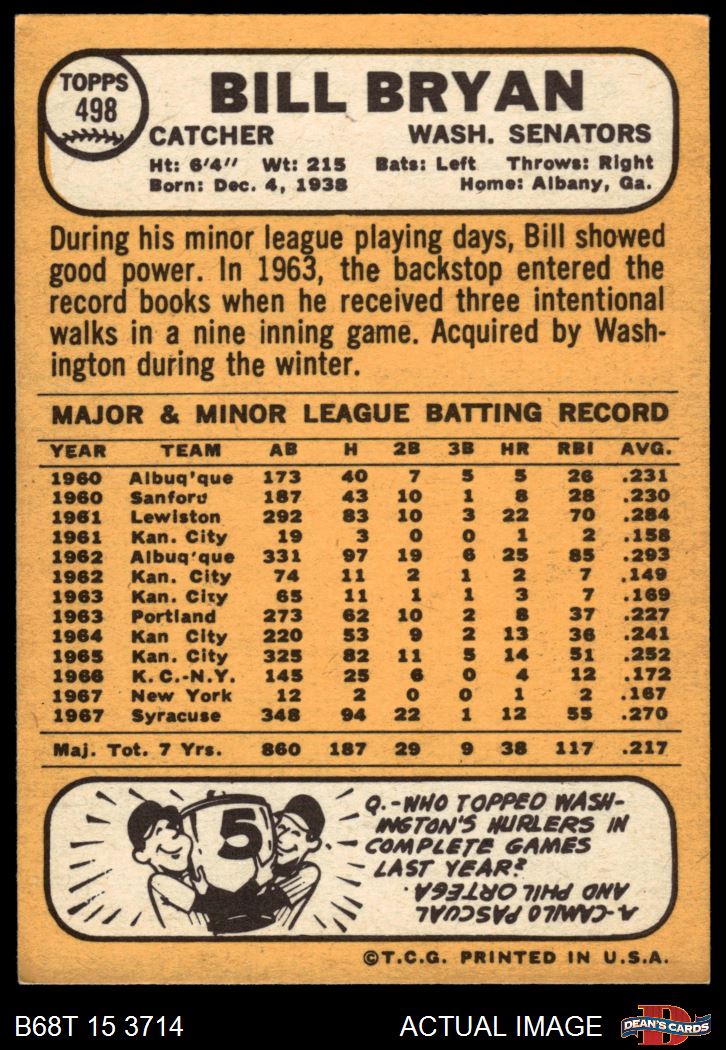 TOPPS
498
BILL BRYAN
CATCHER WASH. SENATORS
Ht: 6'4" Wt: 215 Bats: Left Throws: Right
Born: Dec. 4, 1938 Home: Albany, Ga.
During his minor league playing days, Bill showed
good power. In 1963, the backstop entered the
record books when he received three intentional
walks in a nine inning game. Acquired by Wash-
ington during the winter.
MAJOR & MINOR LEAGUE BATTING RECORD
YEAR TEAM AB H 2B 3B HR RBI AVG.
1960 Albuq'que 173 40 7 5 5 26 .231
1960 Sanford 187 43 10 1 8 28 .230
1961 Lewiston 292 83 10 3 22 70 .284
1961 Kan. City 19 3 0 0 1 2 .158
1962 Albuq'que 331 97 19 6 25 85 .293
1962 Kan. City 74 11 2 1 2 7 .149
1963 Kan. City 65 11 1 1 3 7 .169
1963 Portland 273 62 10 2 8 37 .227
1964 Kan City 220 53 9 2 13 36 .241
1965 Kan. City 325 82 11 5 14 51 .252
1966 K.C.-N.Y. 145 25 6 0 4 12 .172
1967 New York 12 2 0 0 1 2 .167
1967 Syracuse 348 94 22 1 12 55 .270
Maj. Tot. 7 Yrs. 860 187 29 9 38 117 .217
5
Q.-WHO TOPPED WASH-
INGTON'S HURLERS IN
COMPLETE GAMES
LAST YEAR?
A-CAMILO PASCUAL
AND PHIL ORTEGA.
©T.C.G. PRINTED IN U.S.A.
B68T 15 3714 ACTUAL IMAGE
D
DEAN'S CARDS